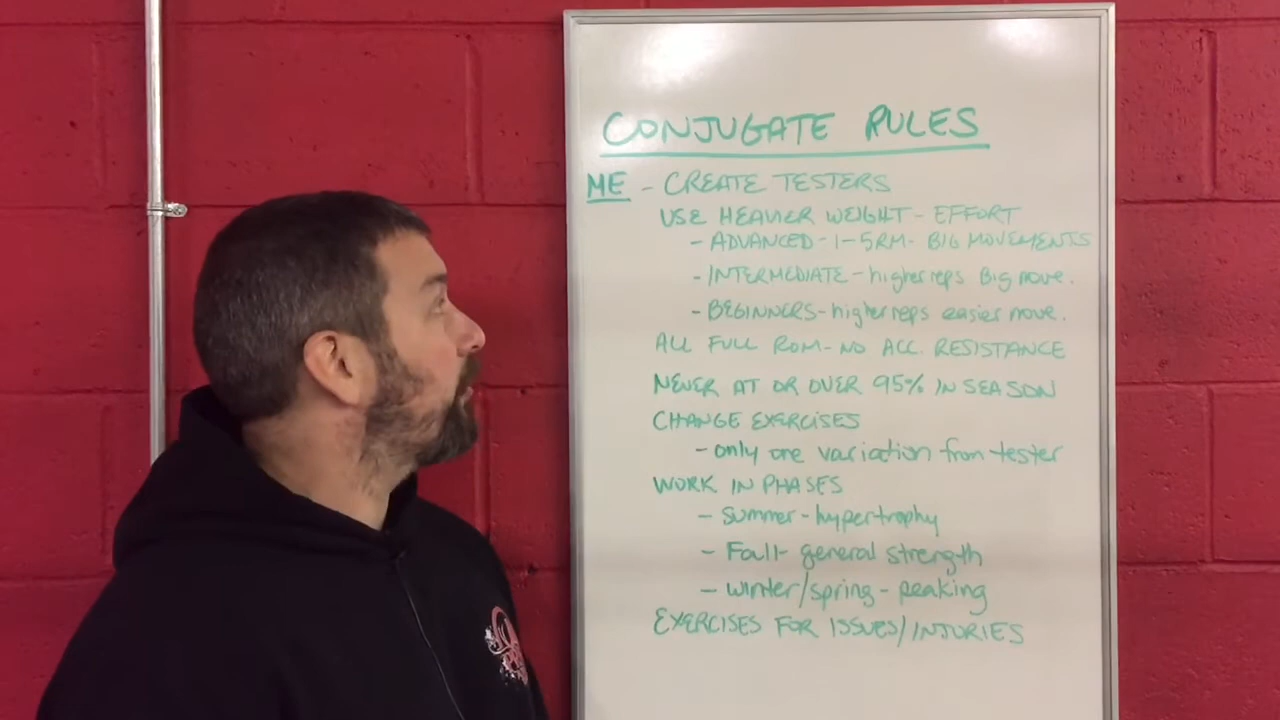 CONJUGATE RULES
ME - CREATE TESTERS
USE HEAVIER WEIGHT - EFFORT
- ADVANCED - 1-5RM - BIG MOVEMENTS
- INTERMEDIATE - higher reps Big move.
- BEGINNERS - higher reps easier move.
ALL FULL ROM - NO ACC. RESISTANCE
NEVER AT OR OVER 95% IN SEASON
CHANGE EXERCISES
- only one variation from tester
WORK IN PHASES
- Summer - hypertrophy
- Fall - general strength
- winter/spring - peaking
EXERCISES FOR ISSUES/INJURIES